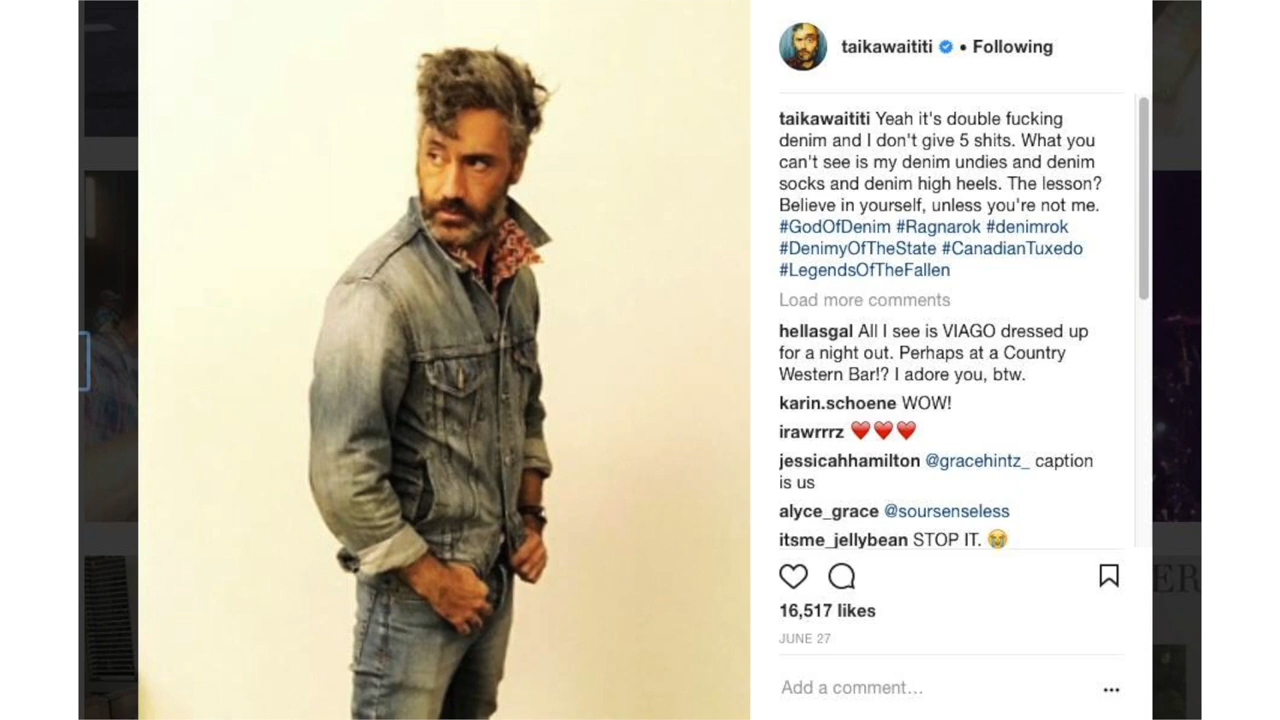 taikawaititi • Following
taikawaititi Yeah it's double fucking
denim and I don't give 5 shits. What you
can't see is my denim undies and denim
socks and denim high heels. The lesson?
Believe in yourself, unless you're not me.
#GodOfDenim #Ragnarok #denimrok
#DenimyOfTheState #CanadianTuxedo
#LegendsOfTheFallen
Load more comments
hellasgal All I see is VIAGO dressed up
for a night out. Perhaps at a Country
Western Bar!? I adore you, btw.
karin.schoene WOW!
irawrrrz ❤️❤️❤️
jessicahhamilton @gracehintz_ caption
is us
alyce_grace @soursenseless
itsme_jellybean STOP IT. 😭
16,517 likes
JUNE 27
Add a comment…
ER